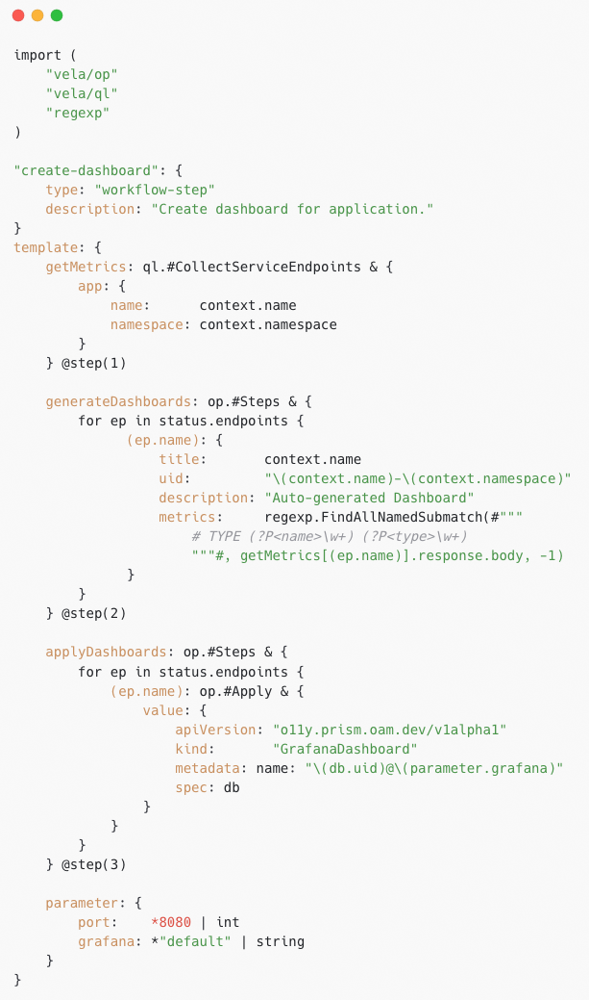 import (
    "vela/op"
    "vela/ql"
    "regexp"
)

"create-dashboard": {
    type: "workflow-step"
    description: "Create dashboard for application."
}
template: {
    getMetrics: ql.#CollectServiceEndpoints & {
        app: {
            name:      context.name
            namespace: context.namespace
        }
    } @step(1)

    generateDashboards: op.#Steps & {
        for ep in status.endpoints {
              (ep.name): {
                  title:       context.name
                  uid:         "\(context.name)-\(context.namespace)"
                  description: "Auto-generated Dashboard"
                  metrics:     regexp.FindAllNamedSubmatch(#"""
                      # TYPE (?P<name>\w+) (?P<type>\w+)
                      """#, getMetrics[(ep.name)].response.body, -1)
              }
        }
    } @step(2)

    applyDashboards: op.#Steps & {
        for ep in status.endpoints {
            (ep.name): op.#Apply & {
                value: {
                    apiVersion: "o11y.prism.oam.dev/v1alpha1"
                    kind:       "GrafanaDashboard"
                    metadata: name: "\(db.uid)@\(parameter.grafana)"
                    spec: db
                }
            }
        }
    } @step(3)

    parameter: {
        port:    *8080 | int
        grafana: *"default" | string
    }
}